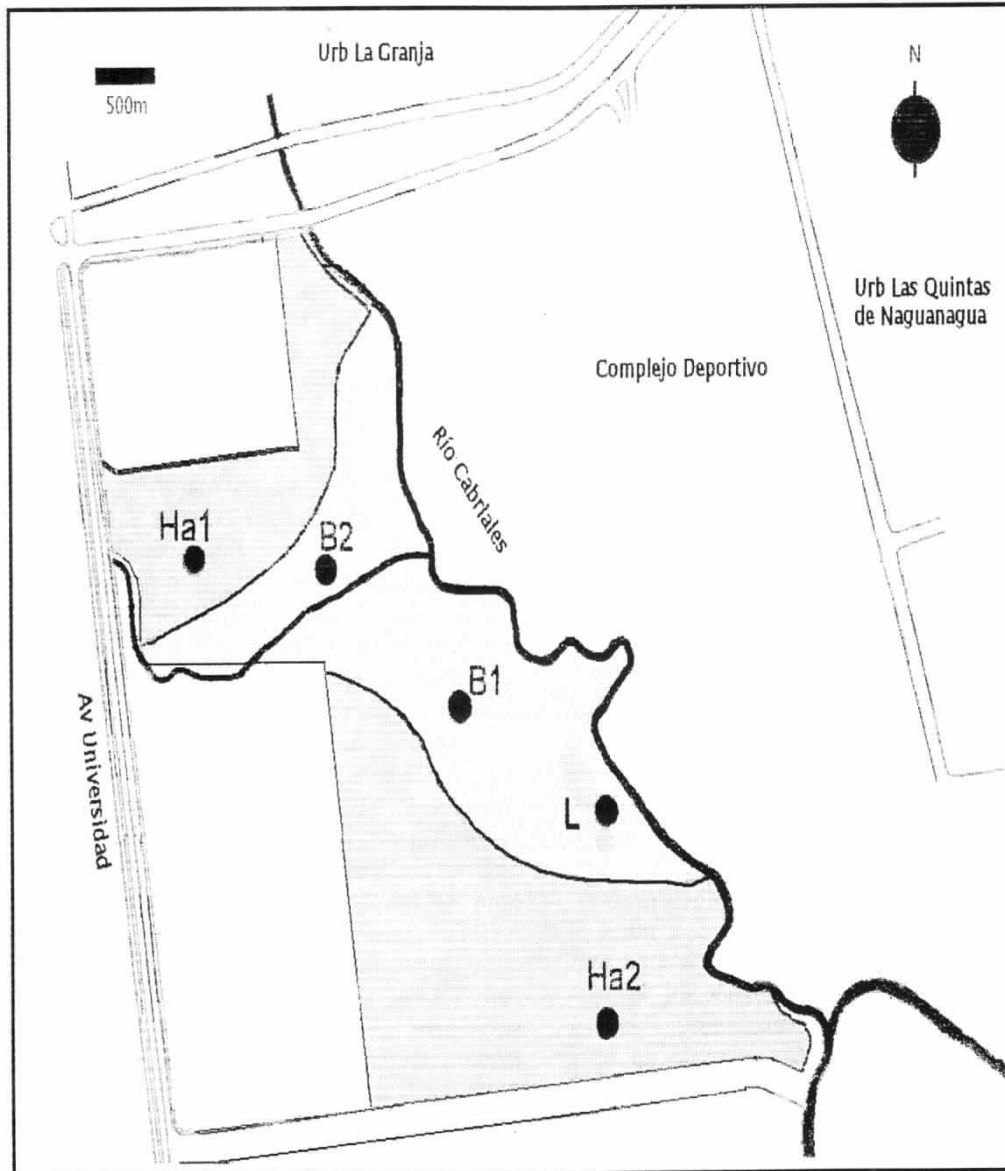 Urb La Granja
N
500m
Urb Las Quintas
de Naguanagua
Complejo Deportivo
Río Cabriales
Ha1
B2
B1
Av Universidad
L
Ha2